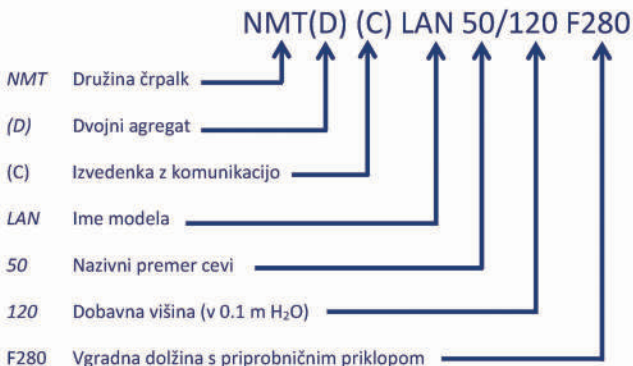 NMT(D) (C) LAN 50/120 F280
NMT Družina črpalk
(D) Dvojni agregat
(C) Izvedenka z komunikacijo
LAN Ime modela
50 Nazivni premer cevi
120 Dobavna višina (v 0.1 m H₂O)
F280 Vgradna dolžina s priprobničnim priklopom